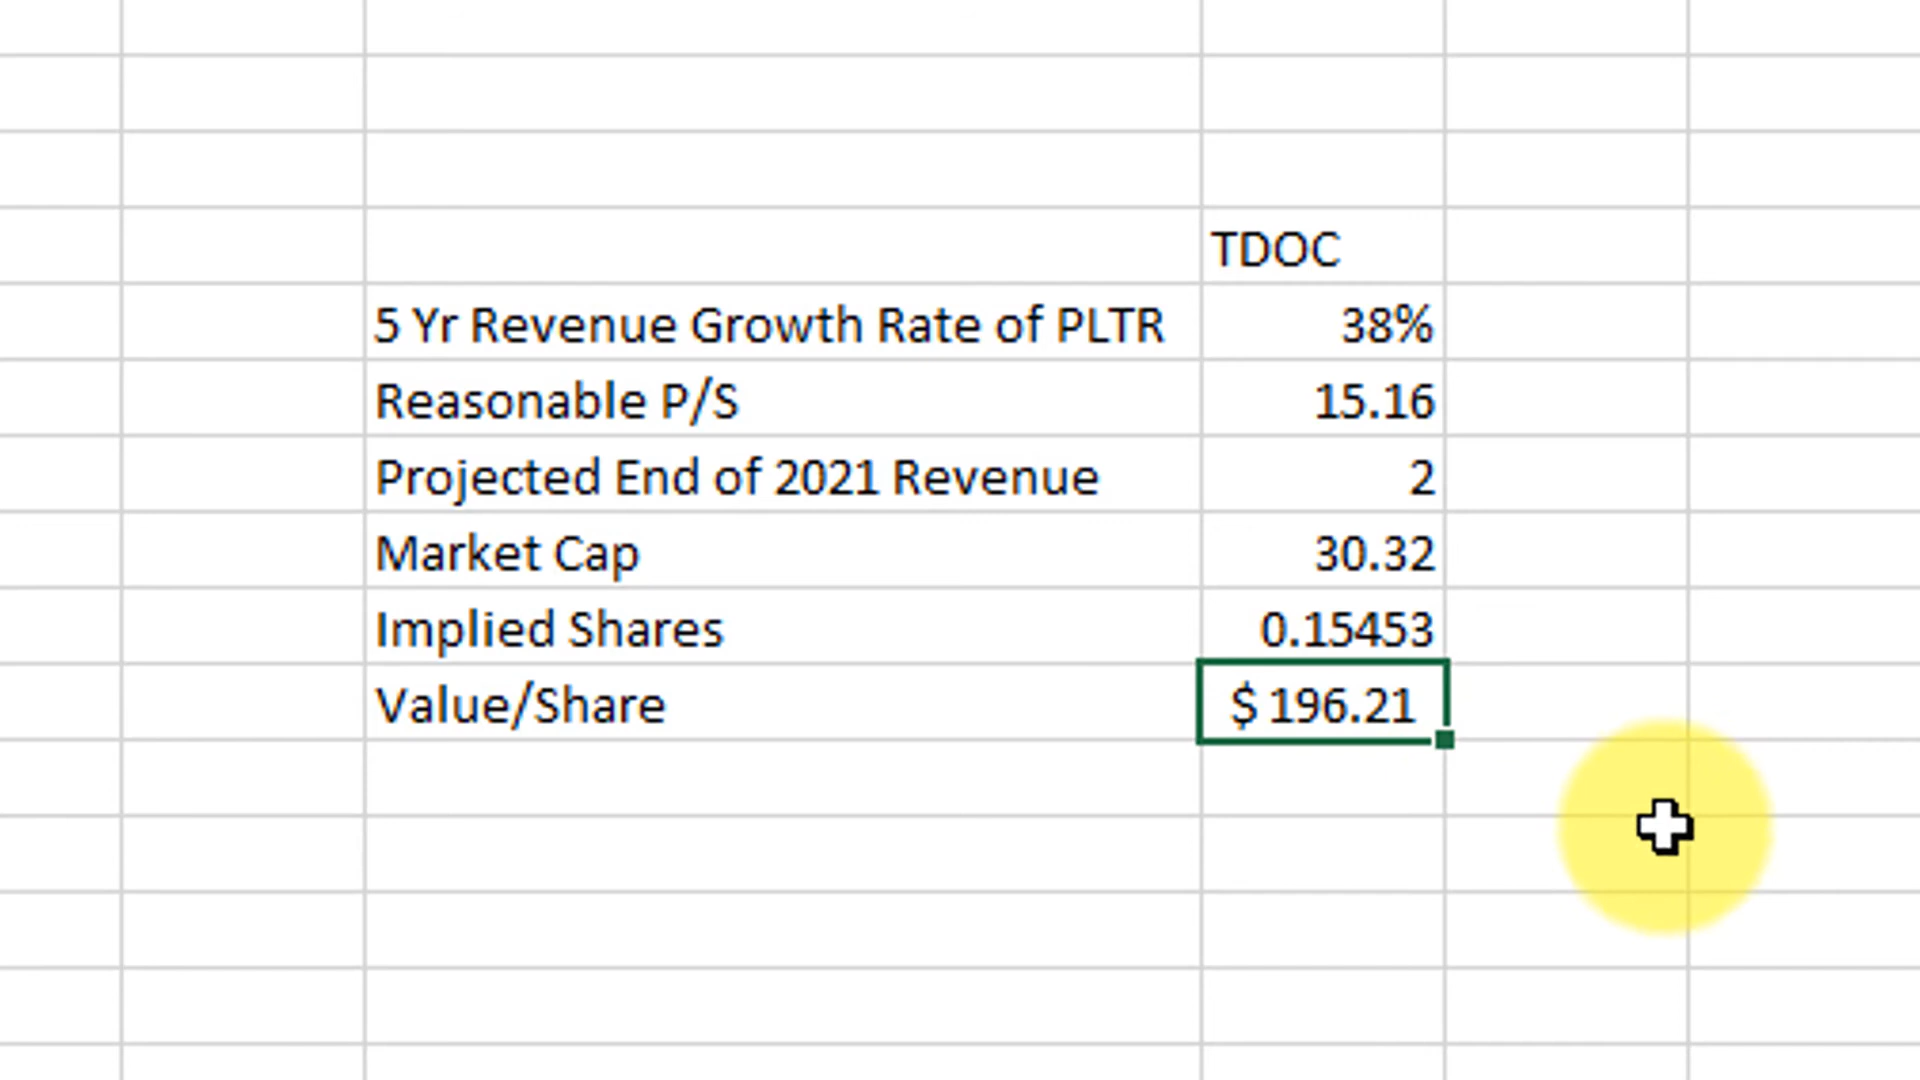 TDOC
5 Yr Revenue Growth Rate of PLTR 38%
Reasonable P/S 15.16
Projected End of 2021 Revenue 2
Market Cap 30.32
Implied Shares 0.15453
Value/Share $ 196.21